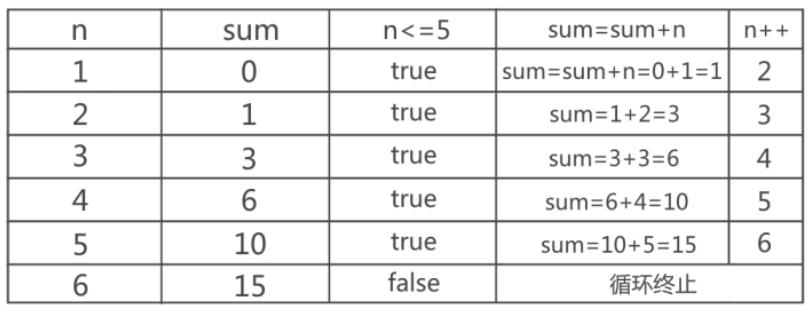 n sum n<=5 sum=sum+n n++
1 0 true sum=sum+n=0+1=1 2
2 1 true sum=1+2=3 3
3 3 true sum=3+3=6 4
4 6 true sum=6+4=10 5
5 10 true sum=10+5=15 6
6 15 false 循环终止